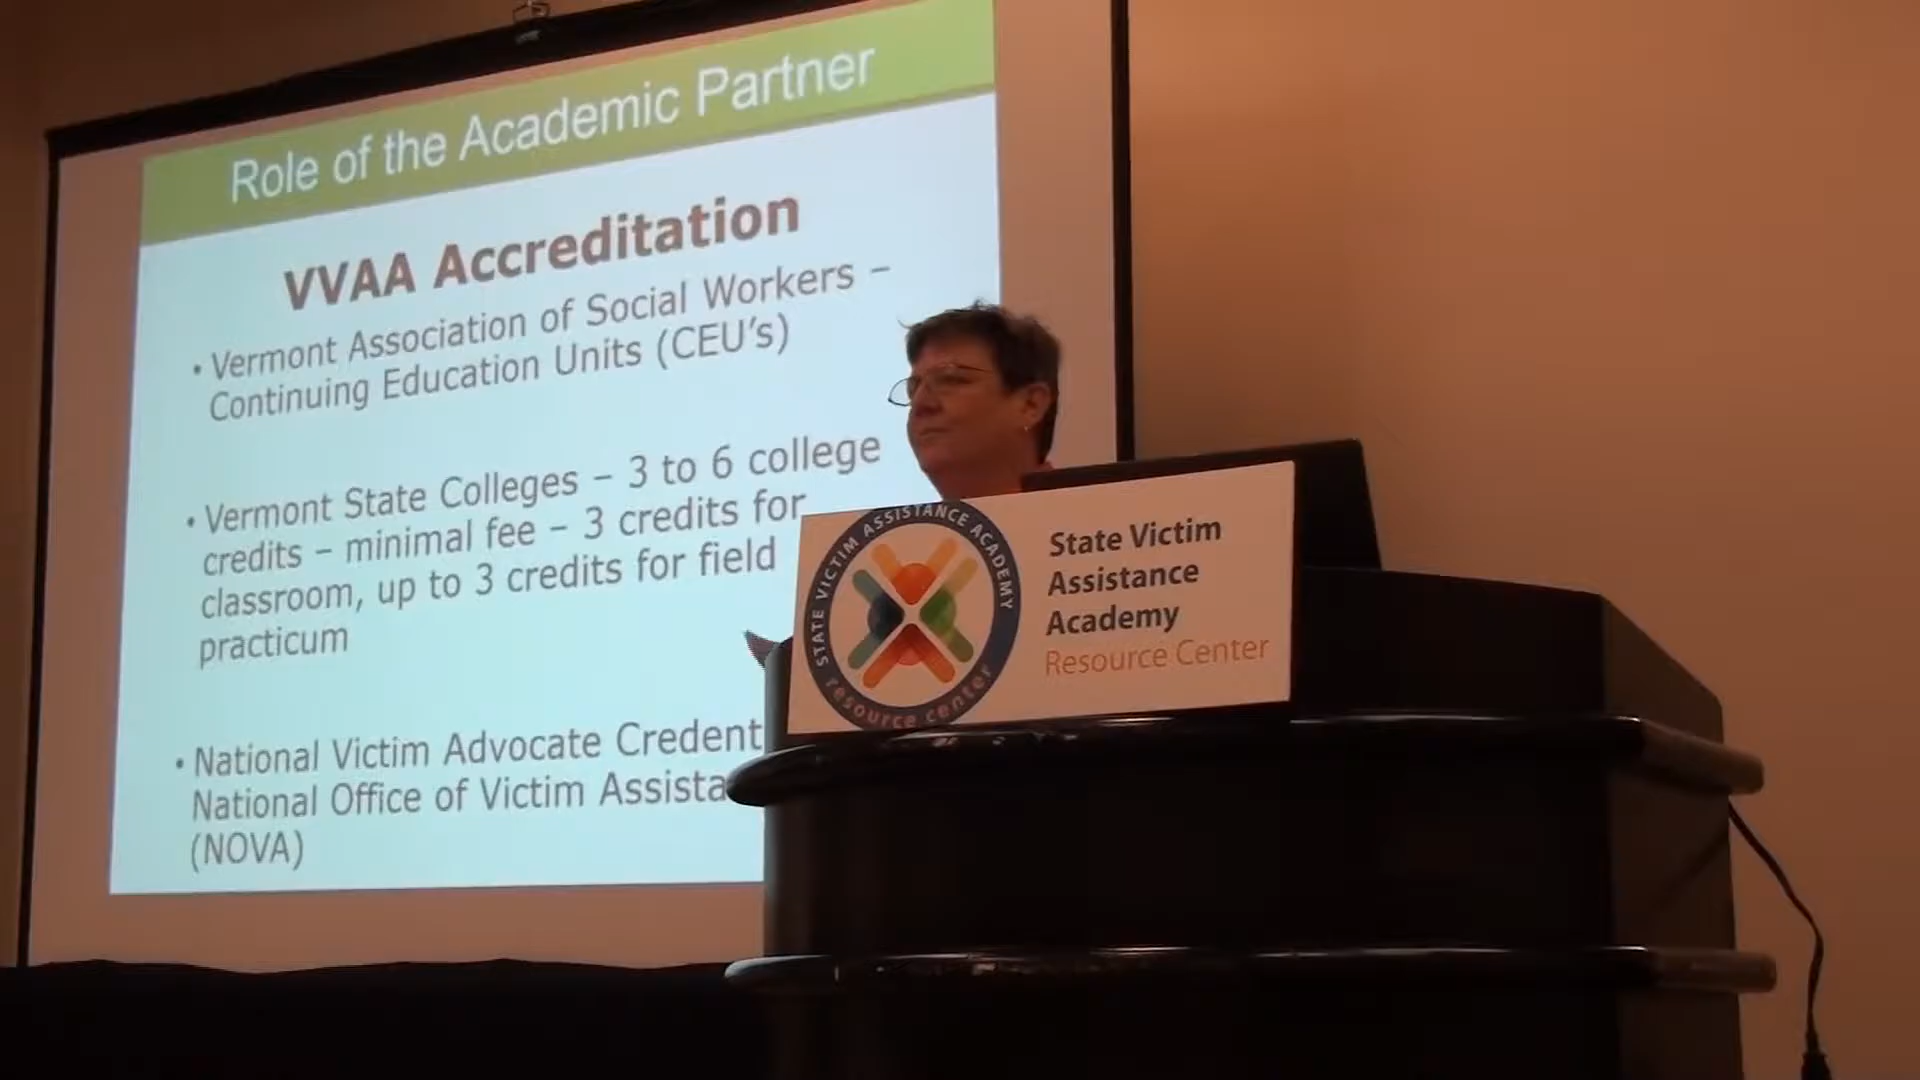 Role of the Academic Partner
VVAA Accreditation
• Vermont Association of Social Workers –
Continuing Education Units (CEU's)
• Vermont State Colleges – 3 to 6 college
credits – minimal fee – 3 credits for
classroom, up to 3 credits for field
practicum
• National Victim Advocate Credent
National Office of Victim Assista
(NOVA)
STATE VICTIM ASSISTANCE ACADEMY
resource center
State Victim
Assistance
Academy
Resource Center